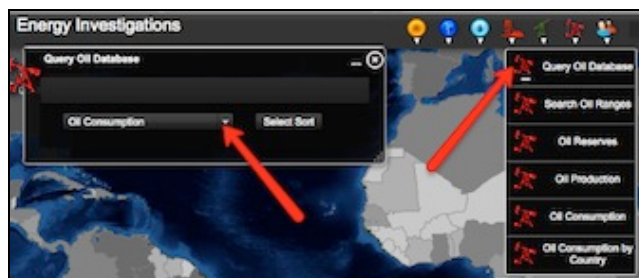 Energy Investigations
Query Oil Database
Oil Consumption
Select Sort
Query Oil Database
Search Oil Ranges
Oil Reserves
Oil Production
Oil Consumption
Oil Consumption by
Country